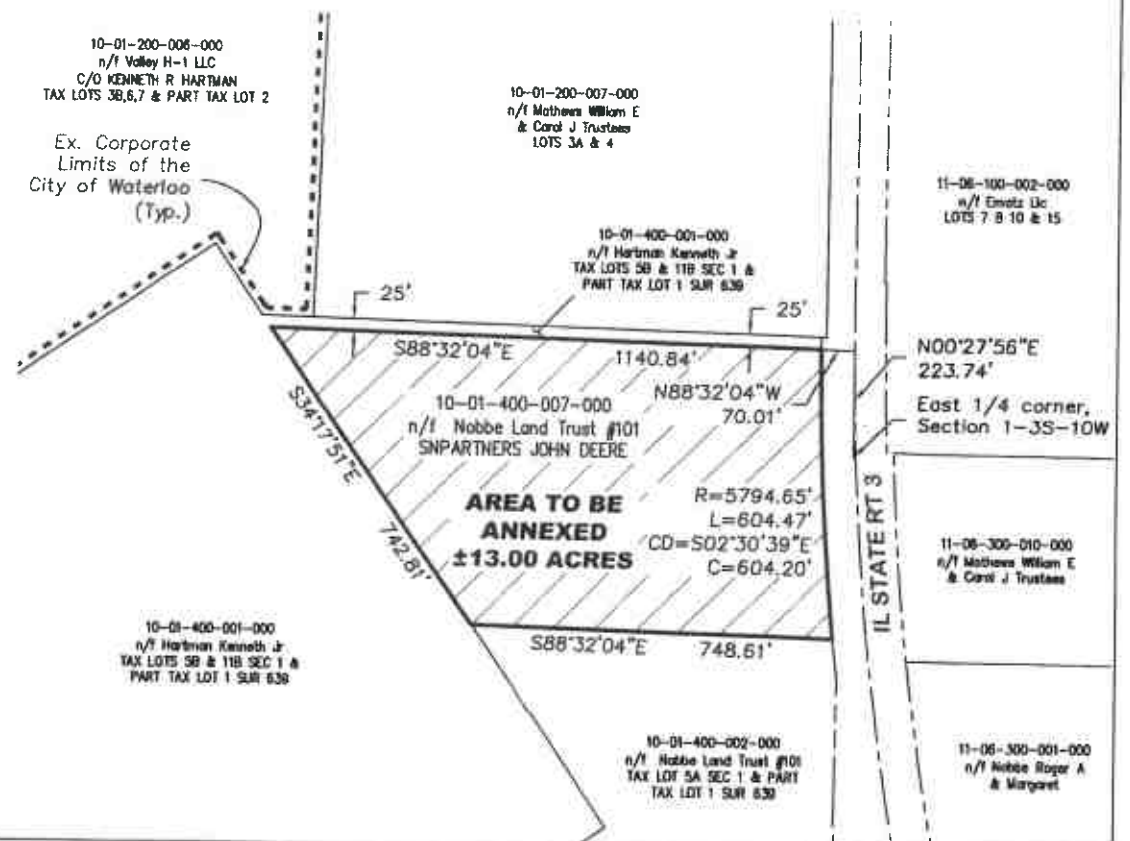 10-01-200-006-000
n/f Valley H-1 LLC
C/O KENNETH R HARTMAN
TAX LOTS 3B,6,7 & PART TAX LOT 2
Ex. Corporate
Limits of the
City of Waterloo
(Typ.)
10-01-200-007-000
n/f Mathews William E
& Carol J Trustees
LOTS 3A & 4
11-06-100-002-000
LOTS 7 8 10 & 15
10-01-400-001-000
n/f Hartman Kenneth Jr
TAX LOTS 5B & 11B SEC 1 &
PART TAX LOT 1 SUR 639
25'
25'
S88°32'04"E
1140.84'
N88°32'04"W
70.01'
N00°27'56"E
223.74'
East 1/4 corner,
Section 1-3S-10W
S34°17'51"E
742.81'
10-01-400-007-000
n/f Nobbe Land Trust #101
SNPARTNERS JOHN DEERE
AREA TO BE
ANNEXED
±13.00 ACRES
R=5794.65'
L=604.47'
CD=S02°30'39"E
C=604.20'
IL STATE RT 3
11-06-300-010-000
n/f Mathews William E
& Carol J Trustees
S88°32'04"E
748.61'
10-01-400-001-000
n/f Hartman Kenneth Jr
TAX LOTS 5B & 11B SEC 1 &
PART TAX LOT 1 SUR 639
10-01-400-002-000
n/f Nobbe Land Trust #101
TAX LOT 5A SEC 1 & PART
TAX LOT 1 SUR 639
11-06-300-001-000
n/f Nobbe Roger A
& Margaret